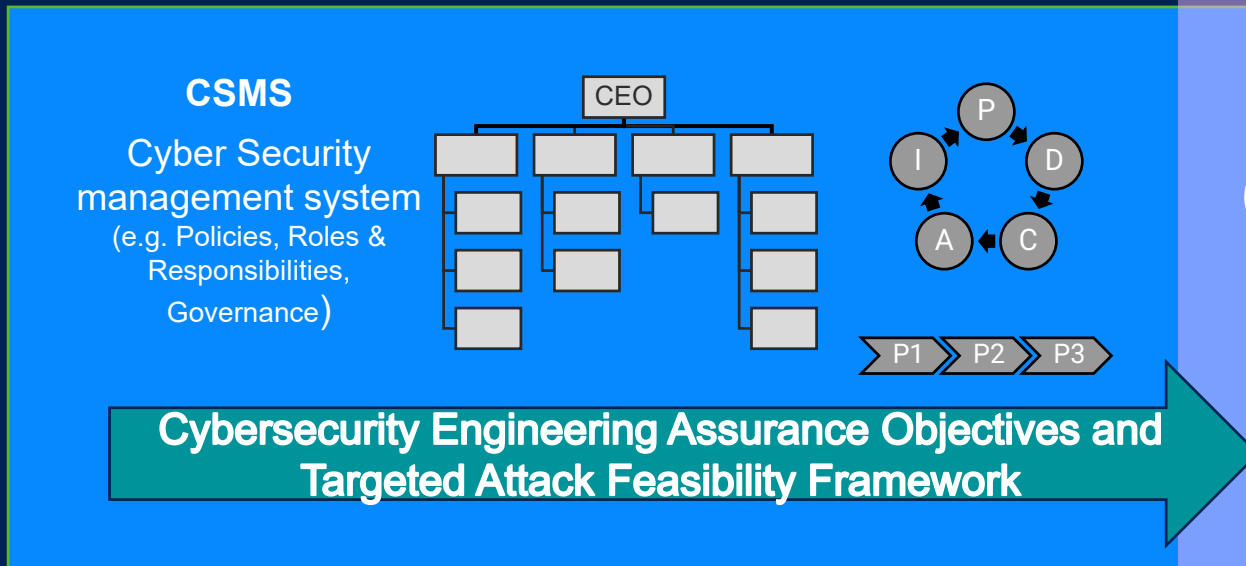 CSMS
Cyber Security
management system
(e.g. Policies, Roles &
Responsibilities,
Governance)
CEO
P
D
C
A
I
P1
P2
P3
Cybersecurity Engineering Assurance Objectives and
Targeted Attack Feasibility Framework
(